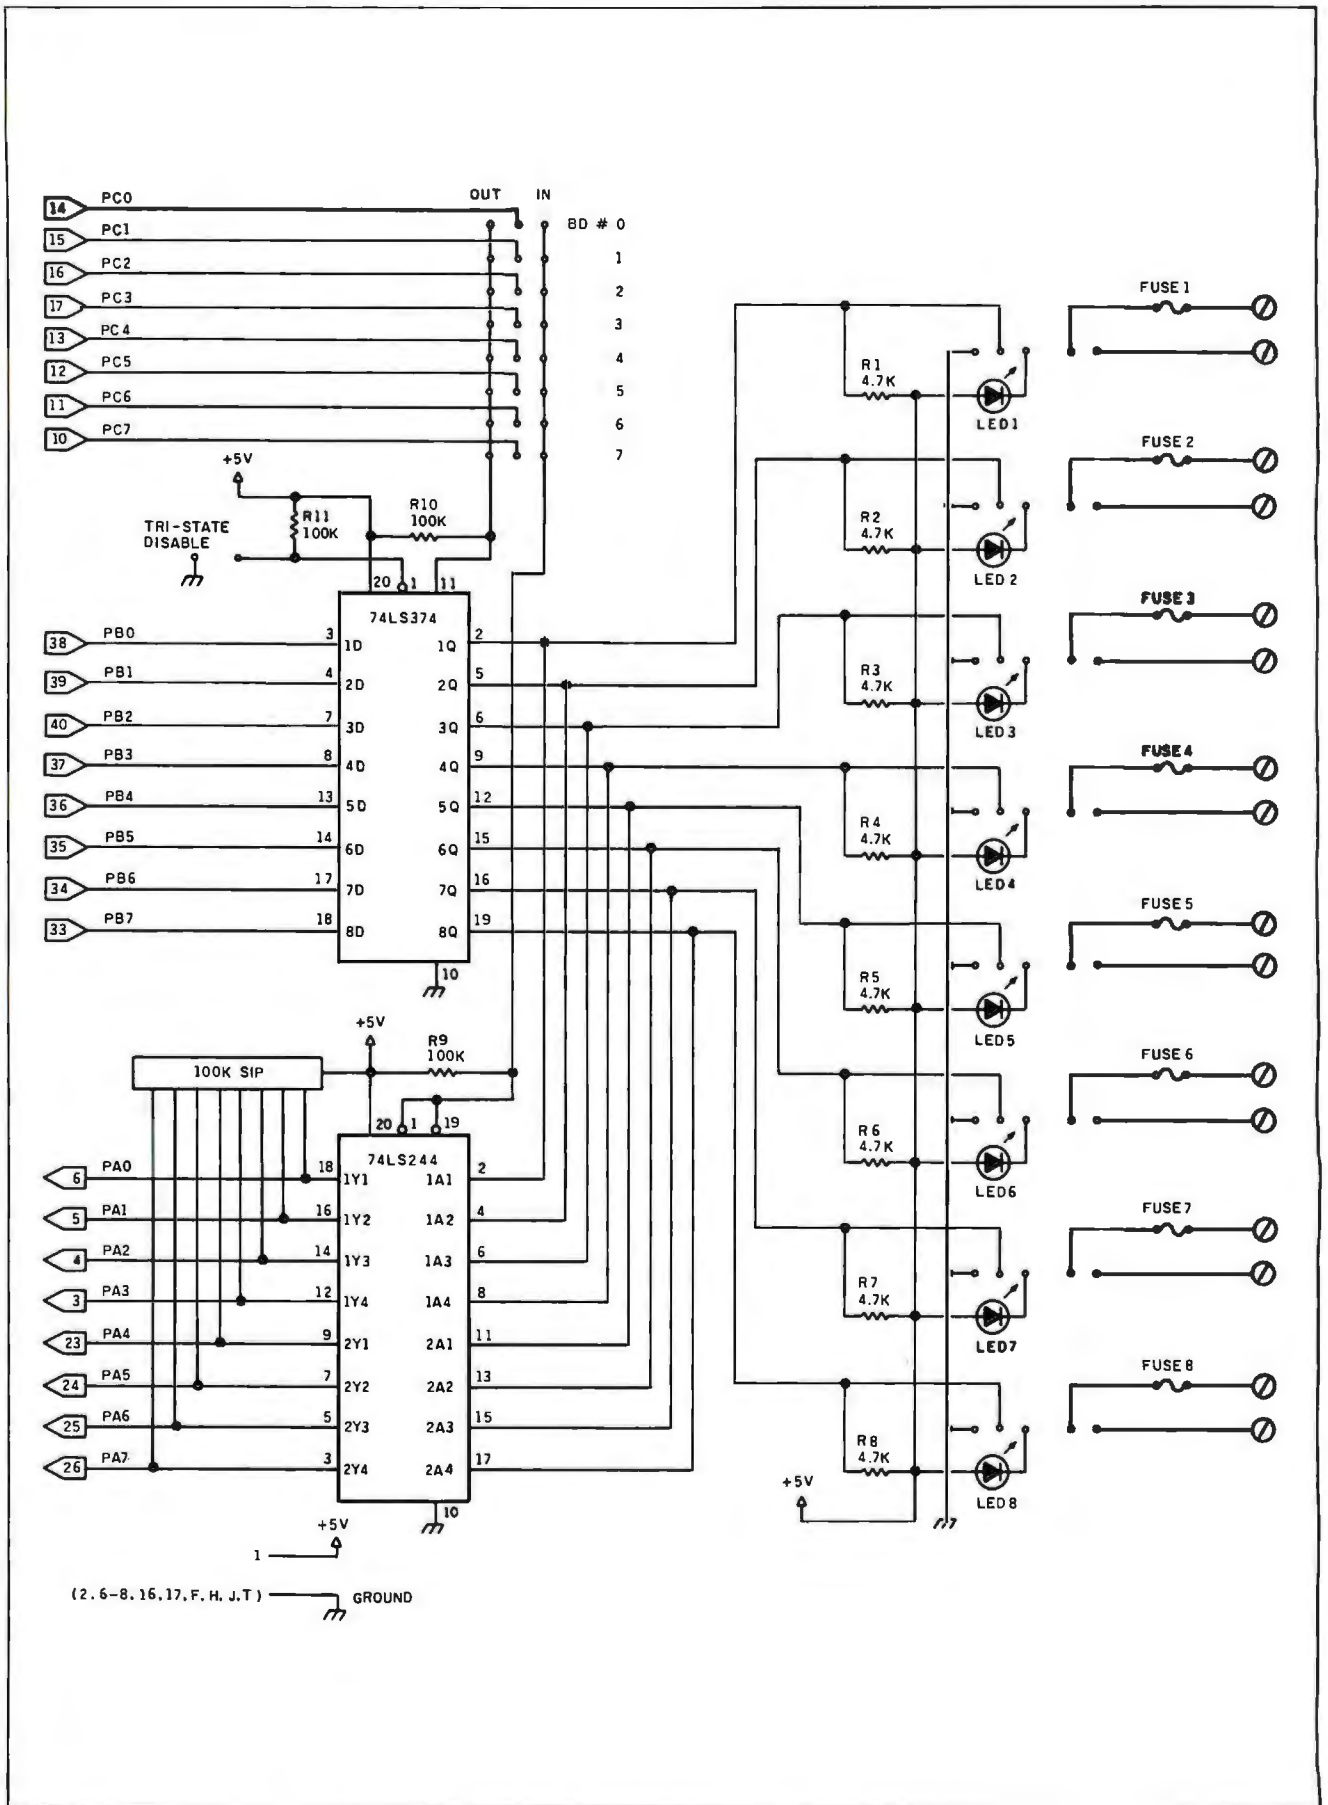 OUT IN
14 PC0
BD # 0
15 PC1
1
16 PC2
2
17 PC3
3
13 PC4
4
12 PC5
5
11 PC6
6
10 PC7
7
+5V
R11
100K
R10
100K
TRI-STATE
DISABLE
20 1 11
74LS374
38 PB0 3 1D 1Q 2
39 PB1 4 2D 2Q 5
40 PB2 7 3D 3Q 6
37 PB3 8 4D 4Q 9
36 PB4 13 5D 5Q 12
35 PB5 14 6D 6Q 15
34 PB6 17 7D 7Q 16
33 PB7 18 8D 8Q 19
10
+5V
R9
100K
100K SIP
20 1 19
74LS244
6 PA0 18 1Y1 1A1 2
5 PA1 16 1Y2 1A2 4
4 PA2 14 1Y3 1A3 6
3 PA3 12 1Y4 1A4 8
23 PA4 9 2Y1 2A1 11
24 PA5 7 2Y2 2A2 13
25 PA6 5 2Y3 2A3 15
26 PA7 3 2Y4 2A4 17
10
+5V
1
(2.6-8.16,17,F.H.J.T) GROUND
FUSE 1
R1
4.7K
LED1
FUSE 2
R2
4.7K
LED 2
FUSE 3
R3
4.7K
LED3
FUSE 4
R4
4.7K
LED4
FUSE 5
R5
4.7K
LED5
FUSE 6
R6
4.7K
LED6
FUSE7
R7
4.7K
LED7
FUSE 8
R8
4.7K
LED8
+5V